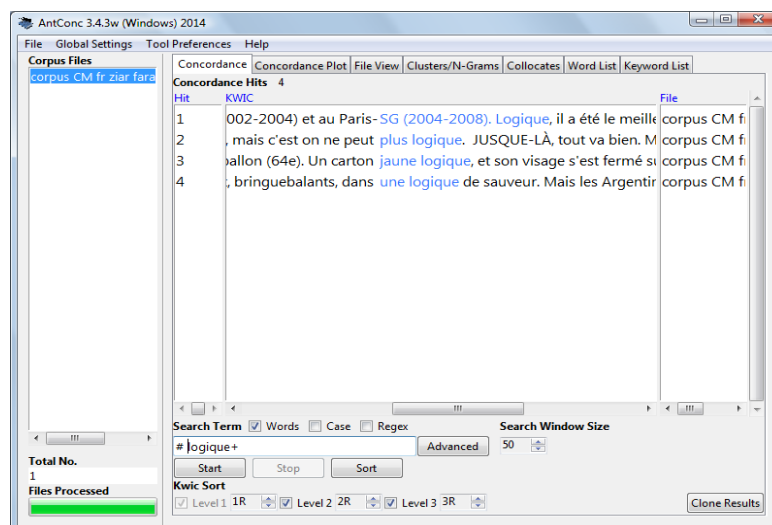 AntConc 3.4.3w (Windows) 2014
File Global Settings Tool Preferences Help
Corpus Files
corpus CM fr ziar fara
Concordance Concordance Plot File View Clusters/N-Grams Collocates Word List Keyword List
Concordance Hits 4
Hit KWIC File
1 002-2004) et au Paris-SG (2004-2008). Logique, il a été le meille corpus CM f
2 , mais c'est on ne peut plus logique. JUSQUE-LÀ, tout va bien. M corpus CM f
3 allon (64e). Un carton jaune logique, et son visage s'est fermé su corpus CM f
4 , bringuebalants, dans une logique de sauveur. Mais les Argentin corpus CM f
Search Term Words Case Regex Search Window Size
# logique+ Advanced 50
Total No.
1
Files Processed
Start Stop Sort
Kwic Sort
Level 1 1R Level 2 2R Level 3 3R Clone Results